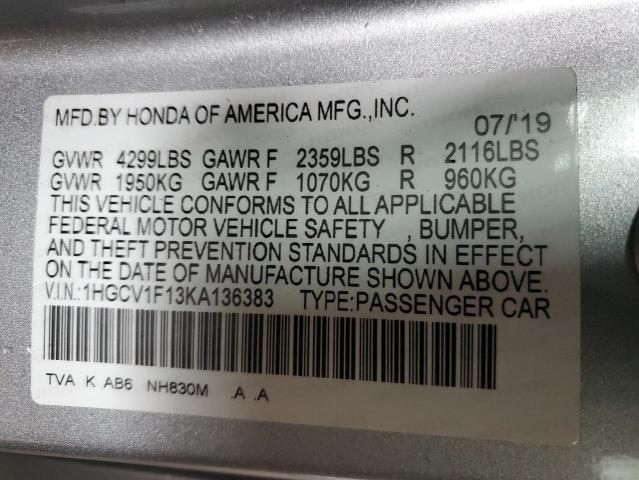 MFD.BY HONDA OF AMERICA MFG.,INC. 07/'19
GVWR 4299LBS GAWR F 2359LBS R 2116LBS
GVWR 1950KG GAWR F 1070KG R 960KG
THIS VEHICLE CONFORMS TO ALL APPLICABLE
FEDERAL MOTOR VEHICLE SAFETY , BUMPER,
AND THEFT PREVENTION STANDARDS IN EFFECT
ON THE DATE OF MANUFACTURE SHOWN ABOVE.
V.I.N.:1HGCV1F13KA136383 TYPE:PASSENGER CAR
TVA K AB6 NH830M .A .A